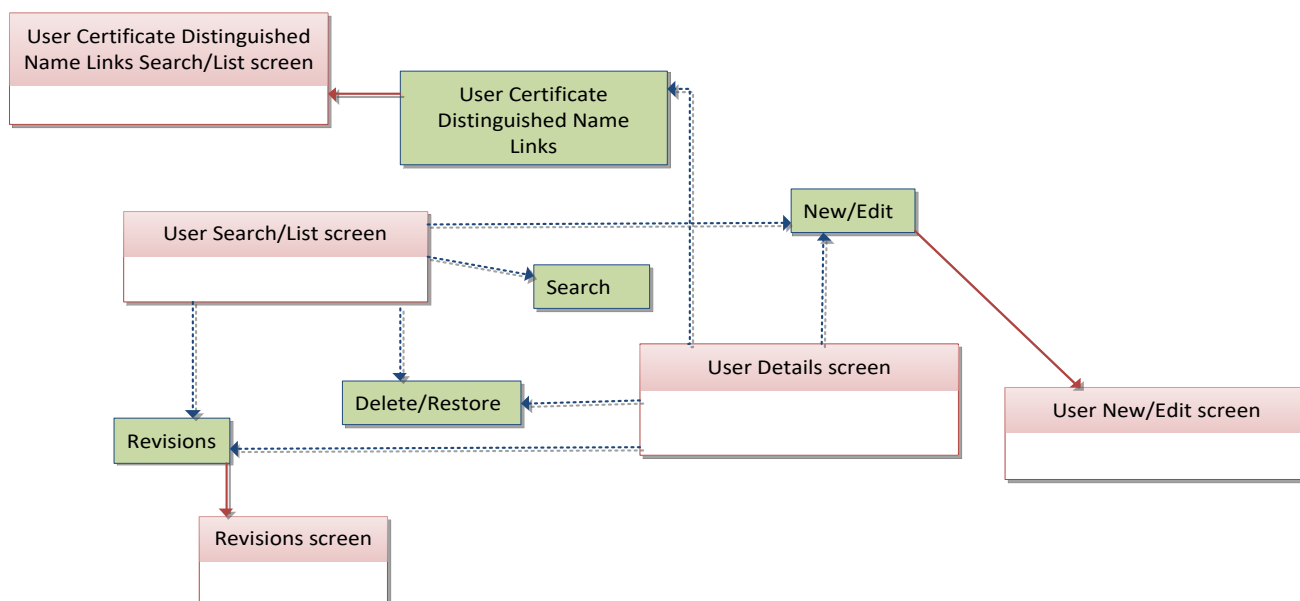 User Certificate Distinguished
Name Links Search/List screen
User Certificate
Distinguished Name
Links
New/Edit
User Search/List screen
Search
User Details screen
Delete/Restore
User New/Edit screen
Revisions
Revisions screen